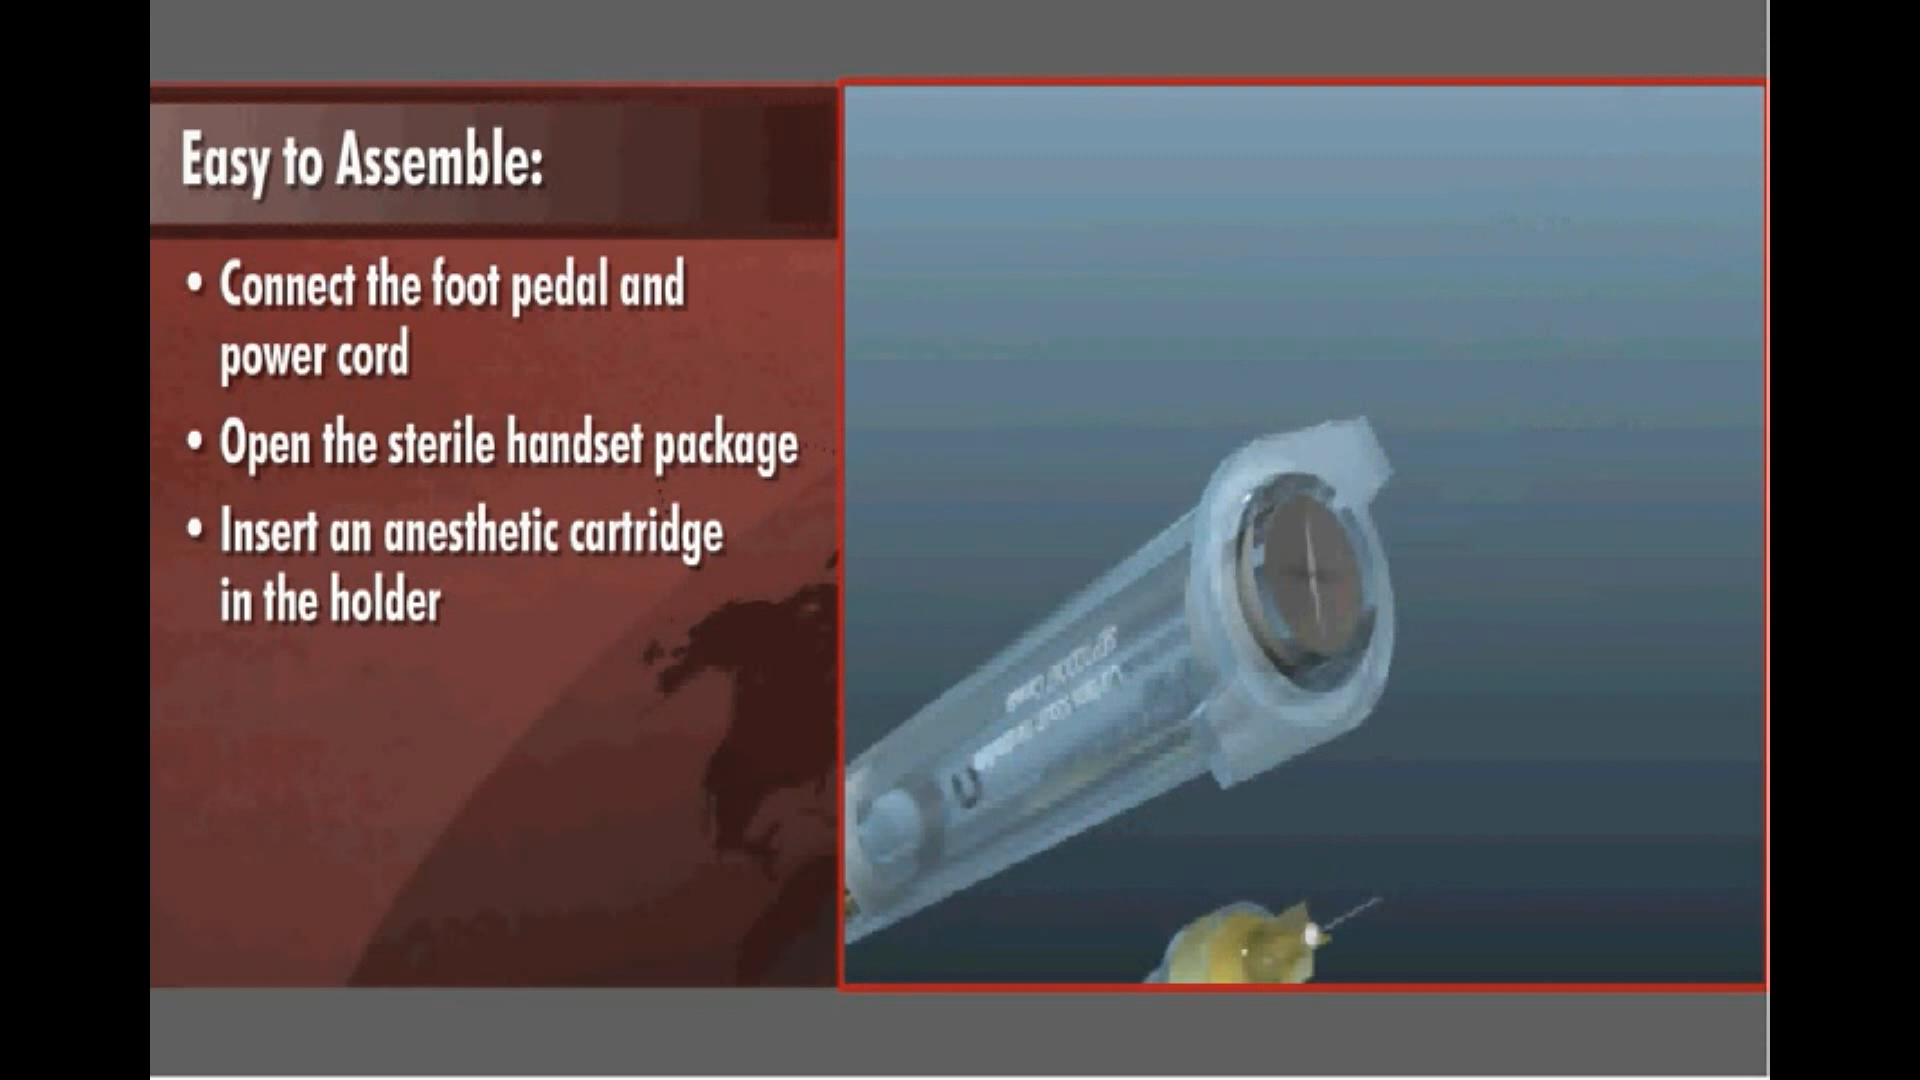 Easy to Assemble:
• Connect the foot pedal and
power cord
• Open the sterile handset package
• Insert an anesthetic cartridge
in the holder